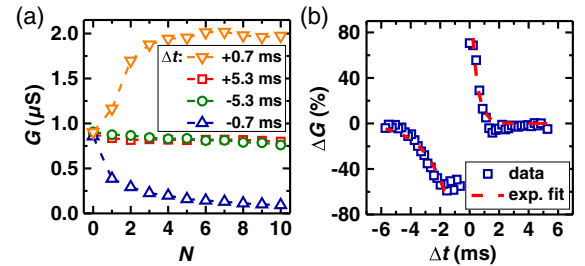 (a)
G (μS)
2.0
1.5
1.0
0.5
0.0
Δt:
+0.7 ms
+5.3 ms
-5.3 ms
-0.7 ms
0 2 4 6 8 10
N
(b)
ΔG (%)
80
40
0
-40
-80
data
exp. fit
-6 -4 -2 0 2 4 6
Δt (ms)